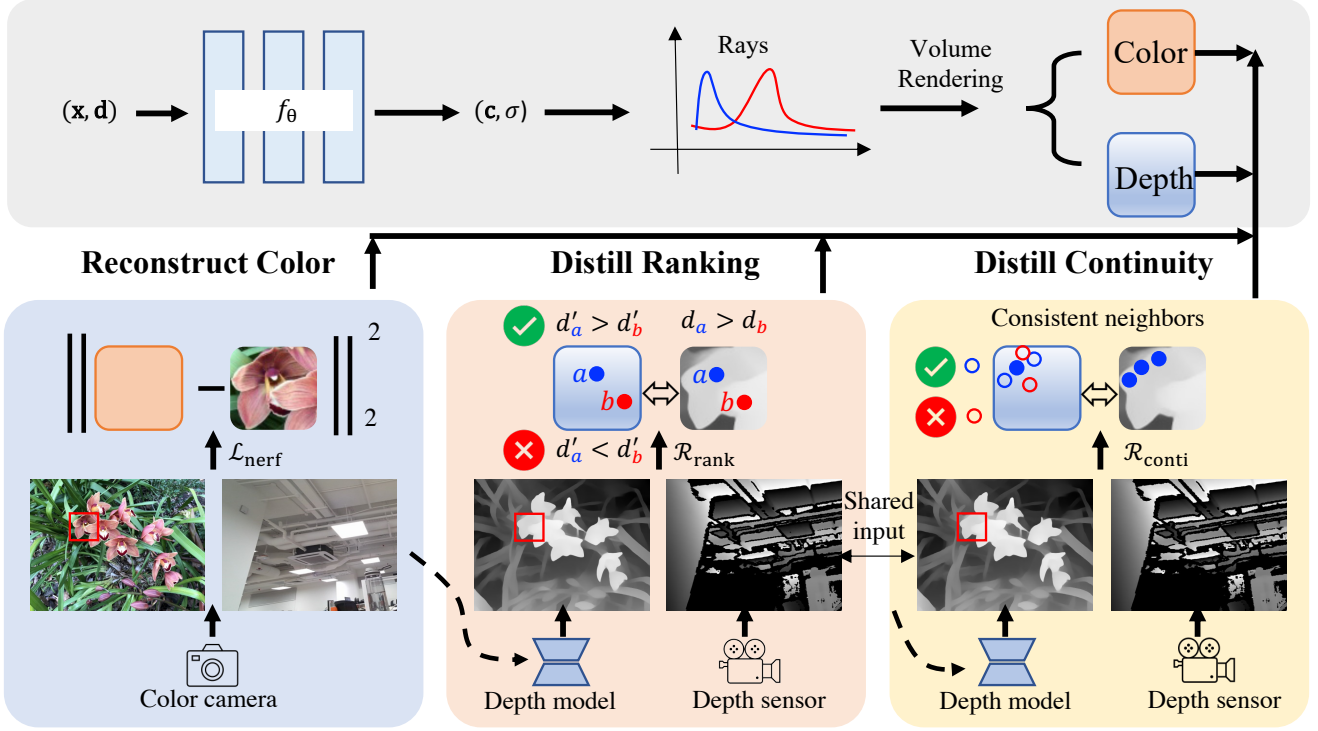 (x, d)
f_θ
(c, σ)
Rays
Volume
Rendering
Color
Depth
Reconstruct Color
Distill Ranking
Distill Continuity
2
2
ℒ_nerf
Color camera
d′_a > d′_b
d_a > d_b
a
b
a
b
d′_a < d′_b
ℛ_rank
Depth model
Depth sensor
Shared
input
Consistent neighbors
ℛ_conti
Depth model
Depth sensor